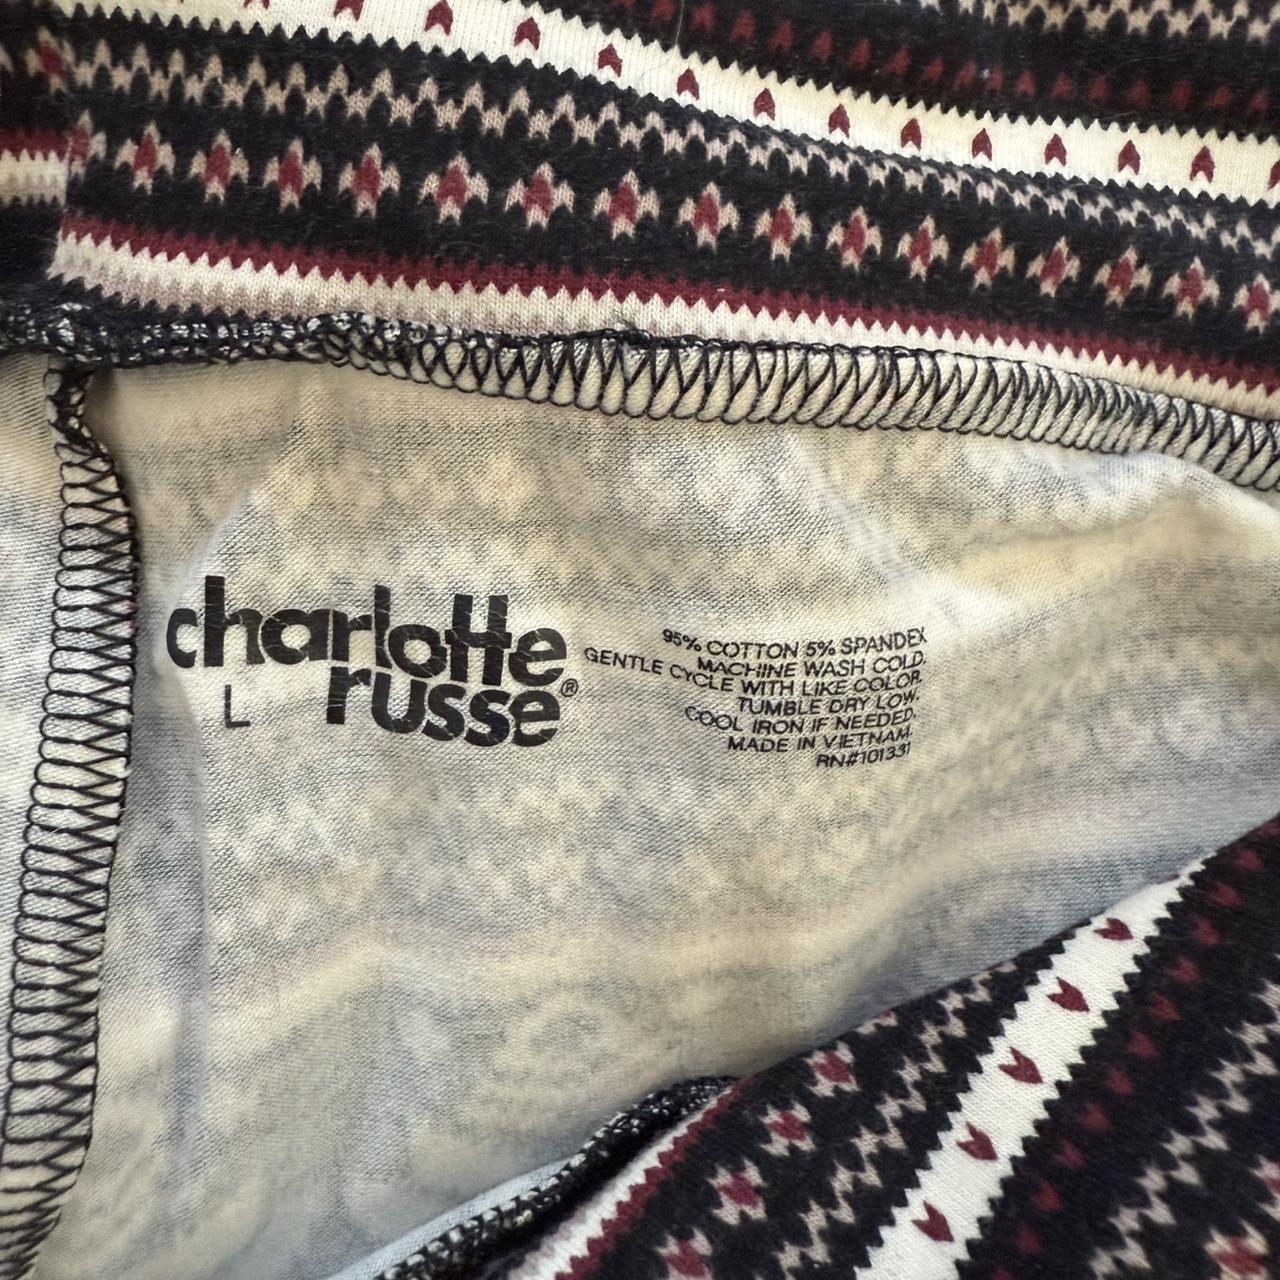 charlotte
russe®
L
95% COTTON 5% SPANDEX
MACHINE WASH COLD.
GENTLE CYCLE WITH LIKE COLOR.
TUMBLE DRY LOW.
COOL IRON IF NEEDED.
MADE IN VIETNAM.
RN#101331